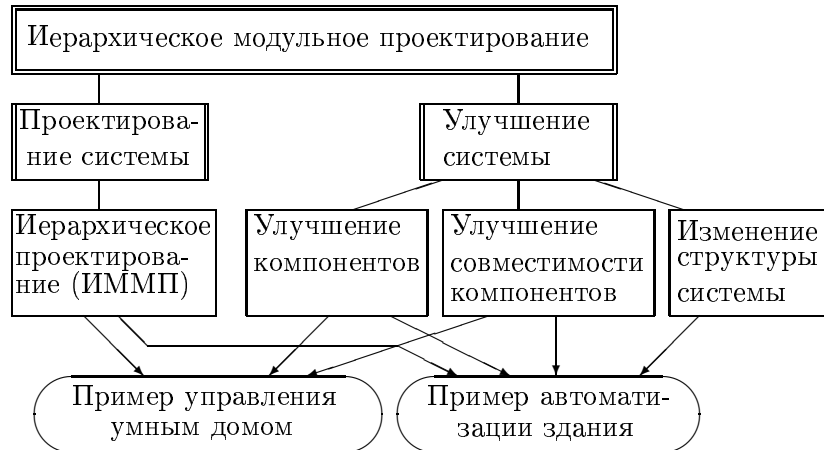 Иерархическое модульное проектирование
Проектирова-
ние системы
Улучшение
системы
Иерархическое
проектирова-
ние (ИММП)
Улучшение
компонентов
Улучшение
совместимости
компонентов
Изменение
структуры
системы
Пример управления
умным домом
Пример автомати-
зации здания